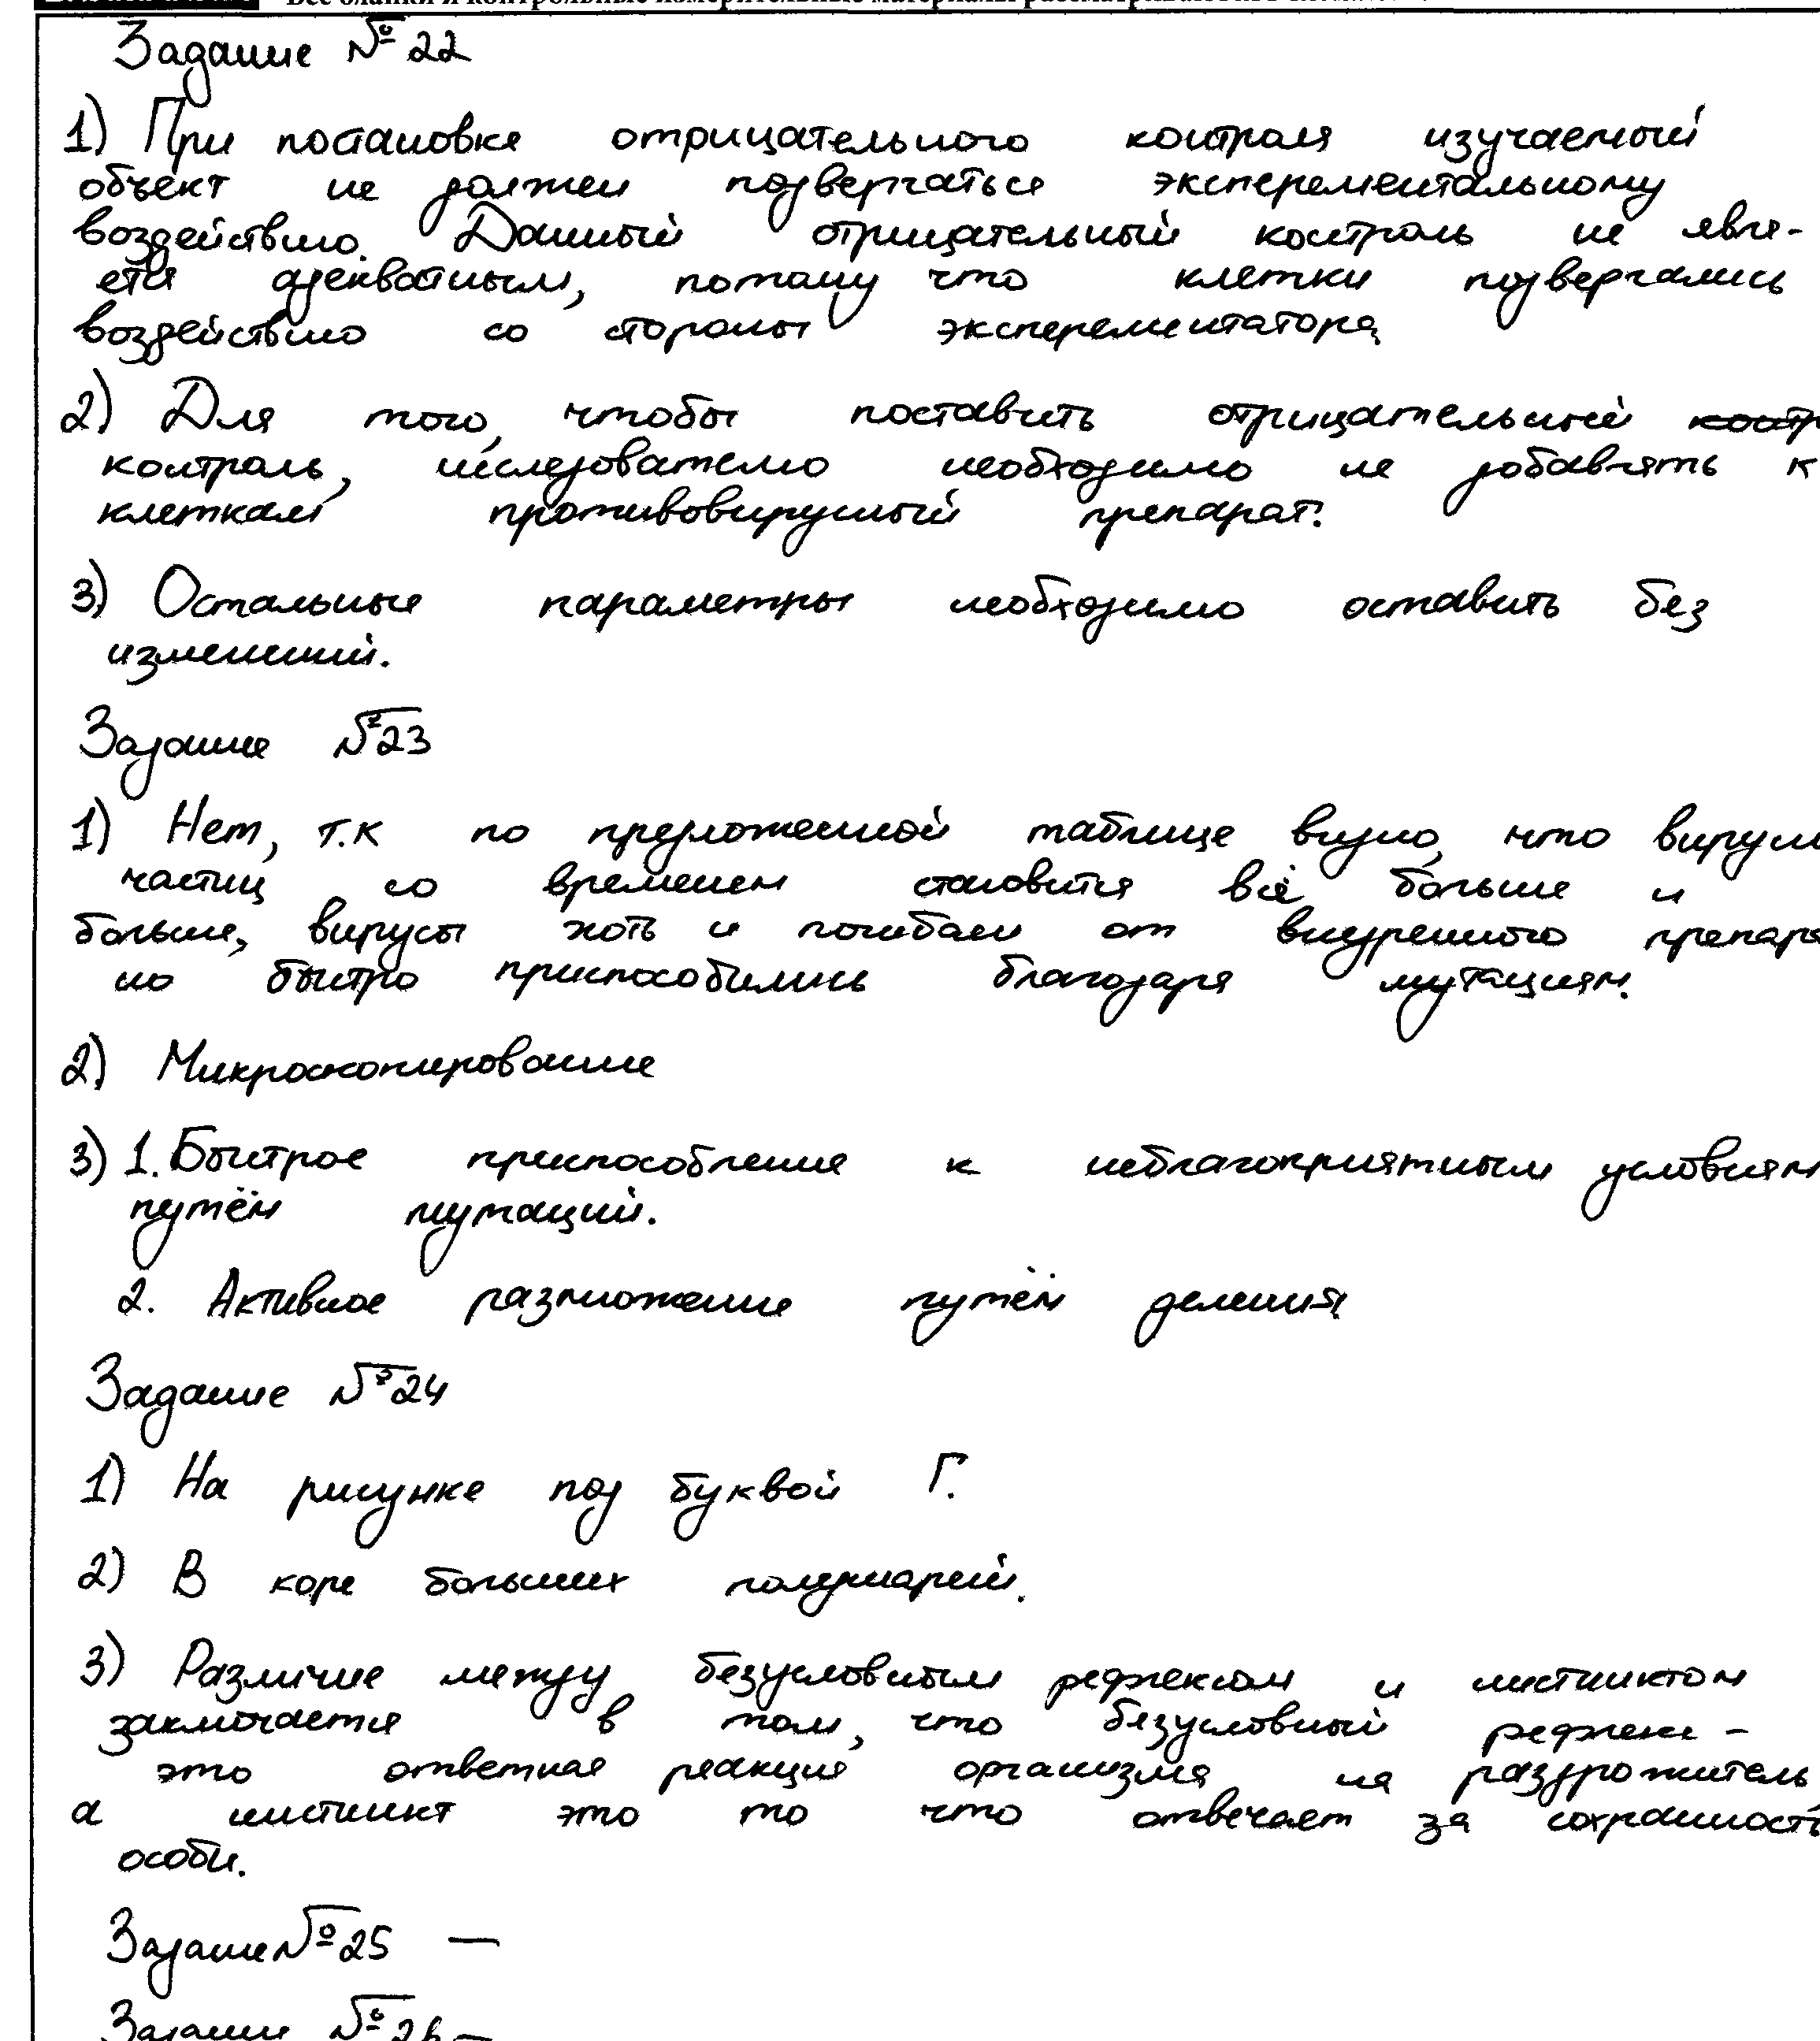 Все бланки и контрольные измерительные материалы рассматриваются в
Задание №22
1) При постановке отрицательного контроля изучаемый
объект не должен подвергаться эксперементальному
воздействию. Данный отрицательный контроль не явля-
ется адекватным, потому что клетки подвергались
воздействию со стороны эксперементатора.
2) Для того, чтобы поставить отрицательный контр
контроль, исследователю необходимо не добавлять к
клеткам противовирусный препарат.
3) Остальные параметры необходимо оставить без
изменений.
Задание №23
1) Нет, т.к по предложенной таблице видно, что вирусн
частиц со временем становится всё больше и
больше, вирусы хоть и погибали от внедренного препара
но быстро приспособились благодаря мутациям.
2) Микроскопирование
3) 1. Быстрое приспособление к неблагоприятным условиям
путём мутаций.
2. Активное размножение путём деления.
Задание №24
1) На рисунке под буквой Г.
2) В коре больших полушарий.
3) Различие между безусловным рефлексом и инстинктом
заключается в том, что безусловный рефлекс -
это ответная реакция организма на раздрожитель,
а инстинкт это то что отвечает за сохранность
особи.
Задание №25 —
Задание №26 —